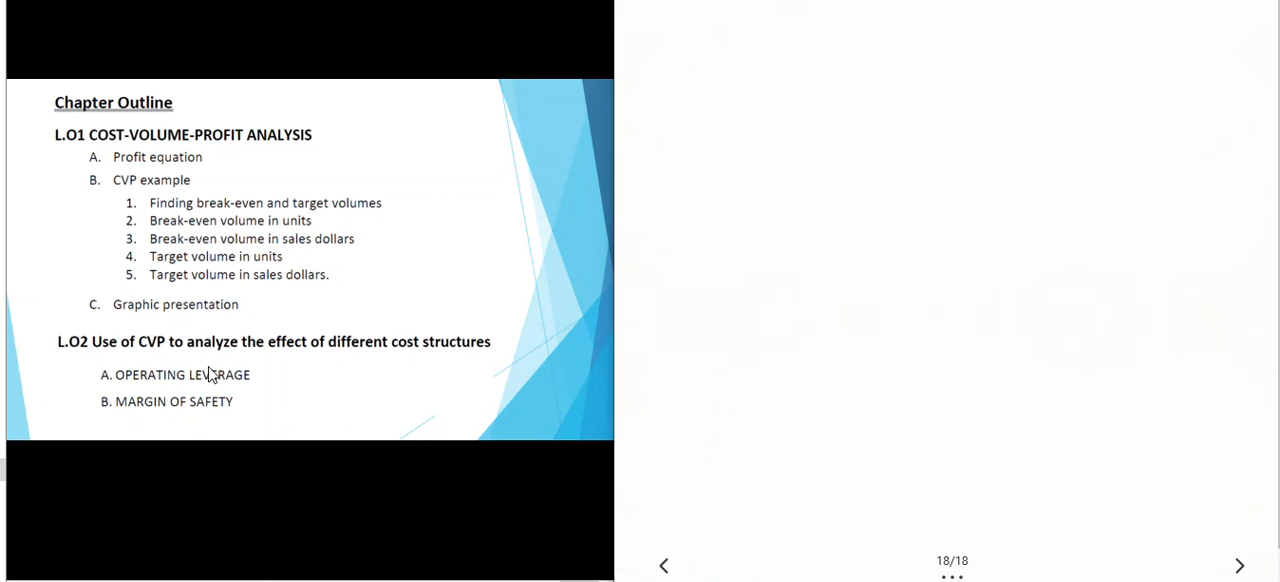 Chapter Outline
L.O1 COST-VOLUME-PROFIT ANALYSIS
A. Profit equation
B. CVP example
1. Finding break-even and target volumes
2. Break-even volume in units
3. Break-even volume in sales dollars
4. Target volume in units
5. Target volume in sales dollars.
C. Graphic presentation
L.O2 Use of CVP to analyze the effect of different cost structures
A. OPERATING LEVERAGE
B. MARGIN OF SAFETY
18/18